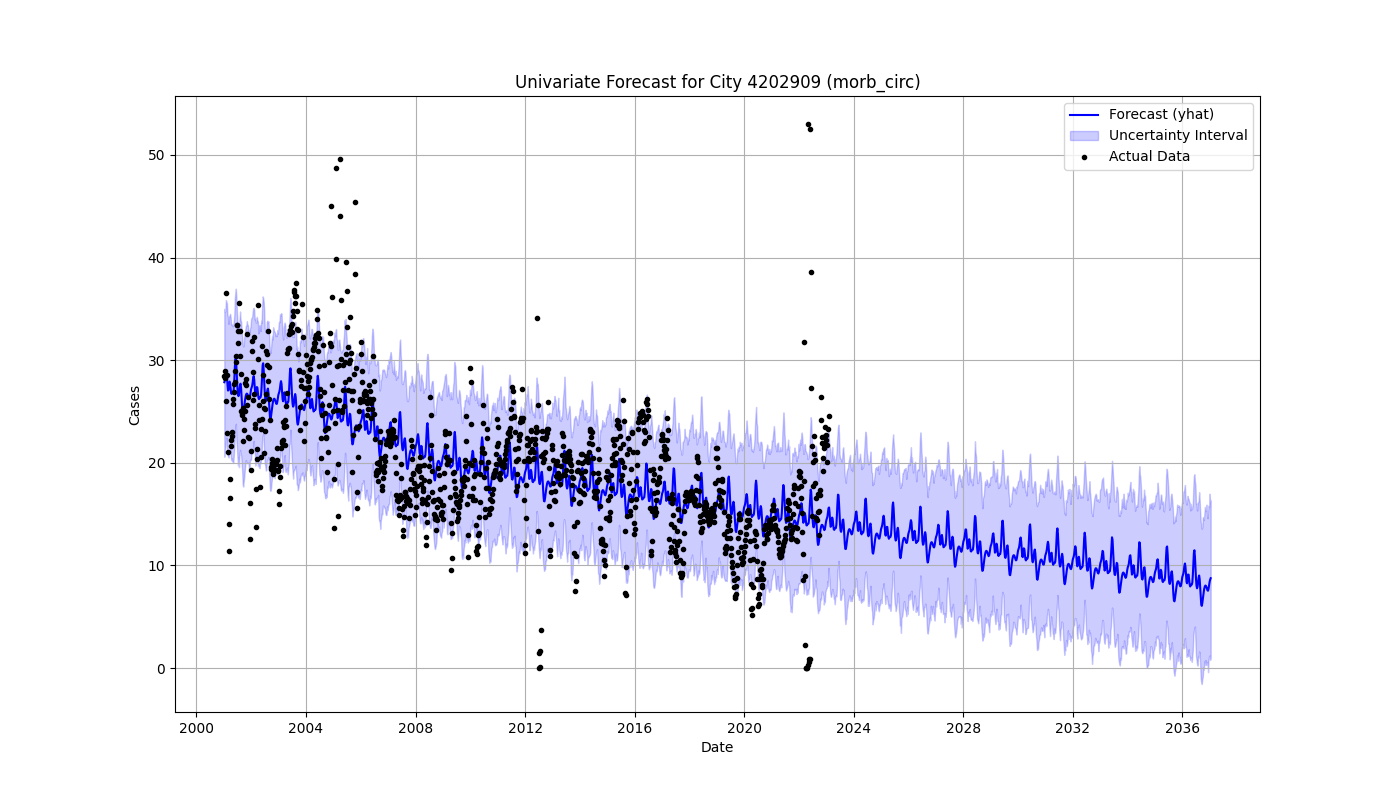 Univariate Forecast for City 4202909 (morb_circ)
Forecast (yhat)
Uncertainty Interval
Actual Data
Cases
50
40
30
20
10
0
2000 2004 2008 2012 2016 2020 2024 2028 2032 2036
Date